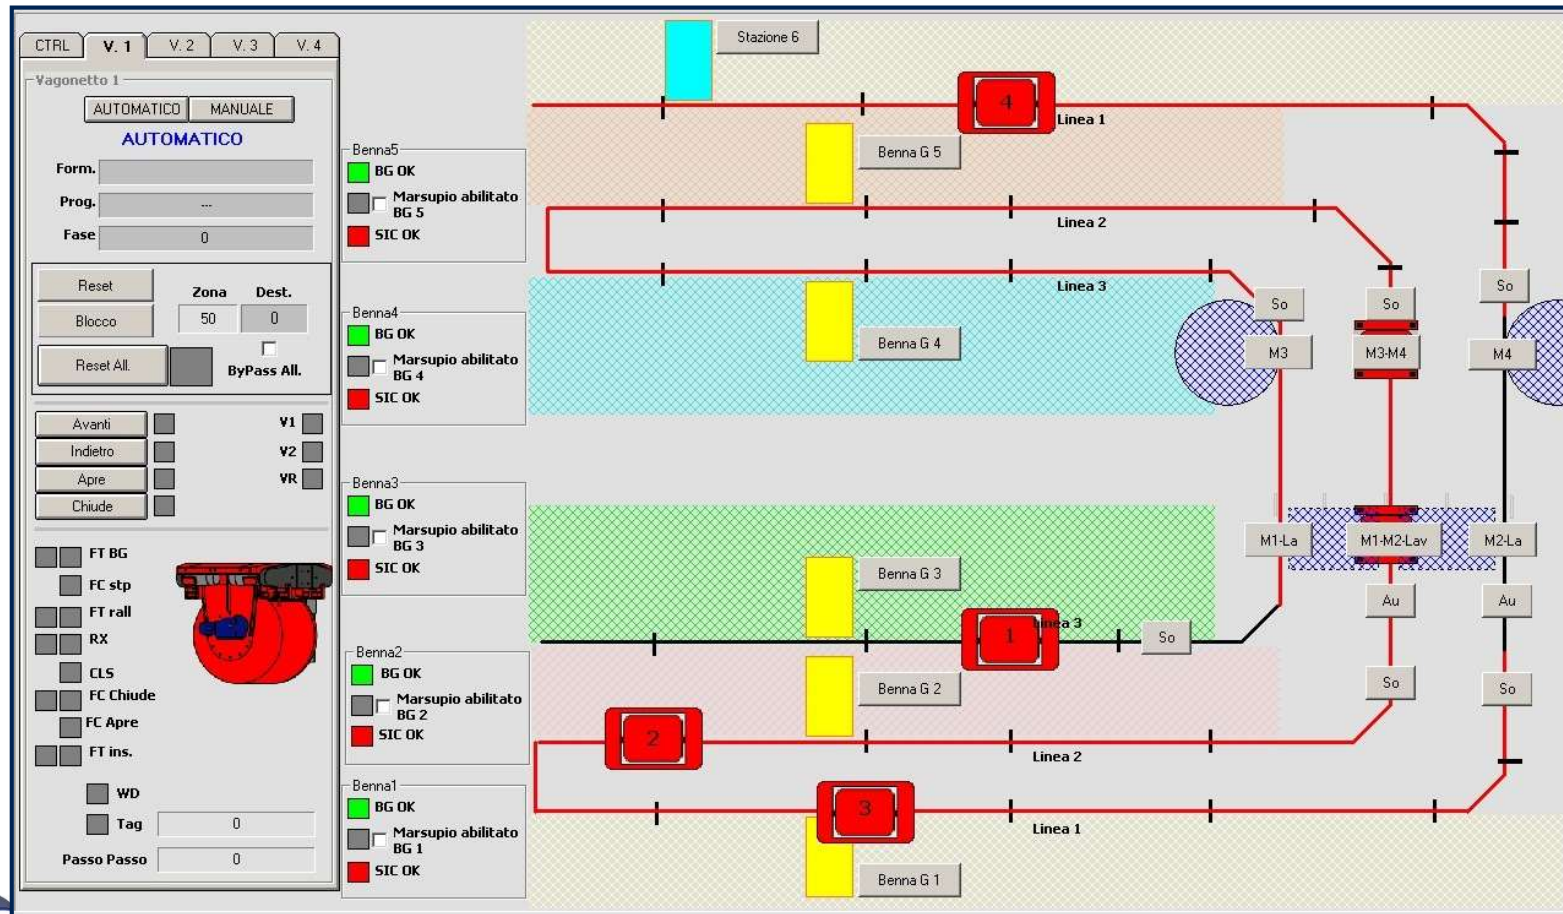 CTRL V. 1 V. 2 V. 3 V. 4
Vagonetto 1
AUTOMATICO MANUALE
AUTOMATICO
Form.
Prog. ---
Fase 0
Reset
Blocco
Zona Dest.
50 0
Reset All.
ByPass All.
Avanti V1
Indietro V2
Apre VR
Chiude
FT BG
FC stp
FT rall
RX
CLS
FC Chiude
FC Apre
FT ins.
WD
Tag 0
Passo Passo 0
Benna5
BG OK
Marsupio abilitato
BG 5
SIC OK
Benna4
BG OK
Marsupio abilitato
BG 4
SIC OK
Benna3
BG OK
Marsupio abilitato
BG 3
SIC OK
Benna2
BG OK
Marsupio abilitato
BG 2
SIC OK
Benna1
BG OK
Marsupio abilitato
BG 1
SIC OK
Stazione 6
4
Linea 1
Benna G 5
Linea 2
Linea 3
So So So
Benna G 4
M3 M3-M4 M4
M1-La M1-M2-Lav M2-La
Benna G 3
Au Au
1
Linea 3
So
Benna G 2
So So
2
Linea 2
3
Linea 1
Benna G 1